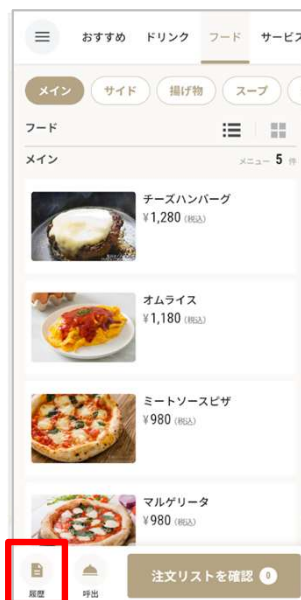 おすすめ ドリンク フード サービス
メイン サイド 揚げ物 スープ
フード
メイン メニュー 5 件
チーズハンバーグ
¥1,280 (税込)
オムライス
¥1,180 (税込)
ミートソースピザ
¥980 (税込)
マルゲリータ
¥980 (税込)
履歴 呼出 注文リストを確認 0